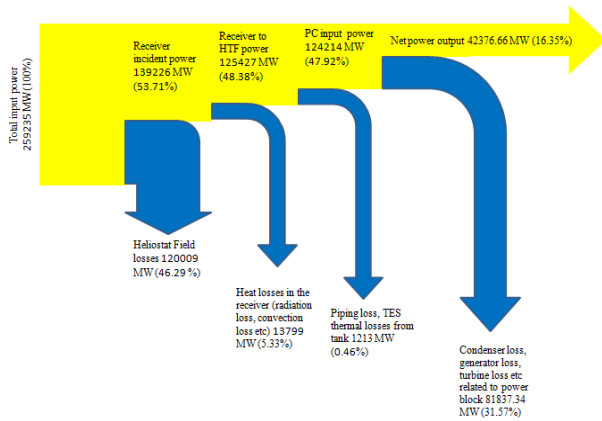 Total input power
259235 MW (100%)
Receiver
incident power
139226 MW
(53.71%)
Receiver to
HTF power
125427 MW
(48.38%)
PC input power
124214 MW
(47.92%)
Net power output 42376.66 MW (16.35%)
Heliostat Field
losses 120009
MW (46.29 %)
Heat losses in the
receiver (radiation
loss, convection
loss etc) 13799
MW (5.33%)
Piping loss, TES
thermal losses from
tank 1213 MW
(0.46%)
Condenser loss,
generator loss,
turbine loss etc
related to power
block 81837.34
MW (31.57%)